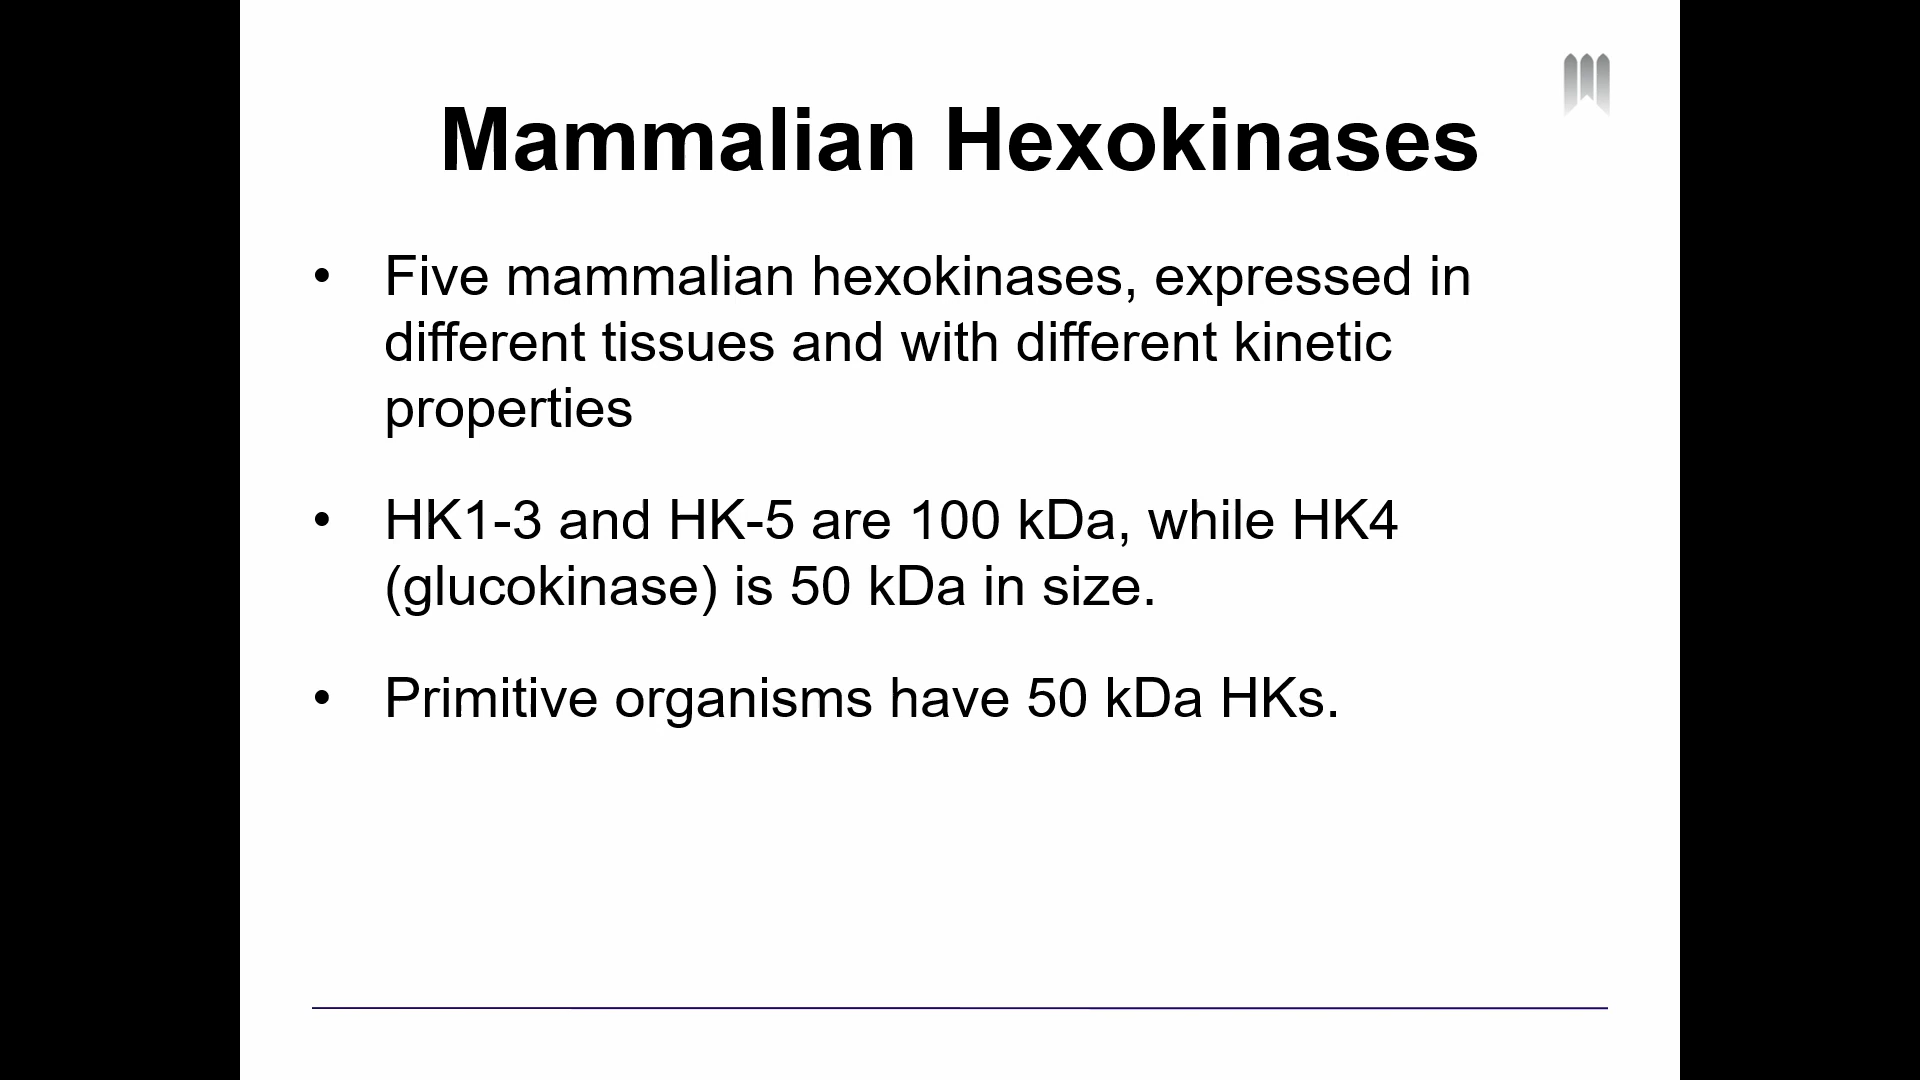 Mammalian Hexokinases
• Five mammalian hexokinases, expressed in
different tissues and with different kinetic
properties
• HK1-3 and HK-5 are 100 kDa, while HK4
(glucokinase) is 50 kDa in size.
• Primitive organisms have 50 kDa HKs.